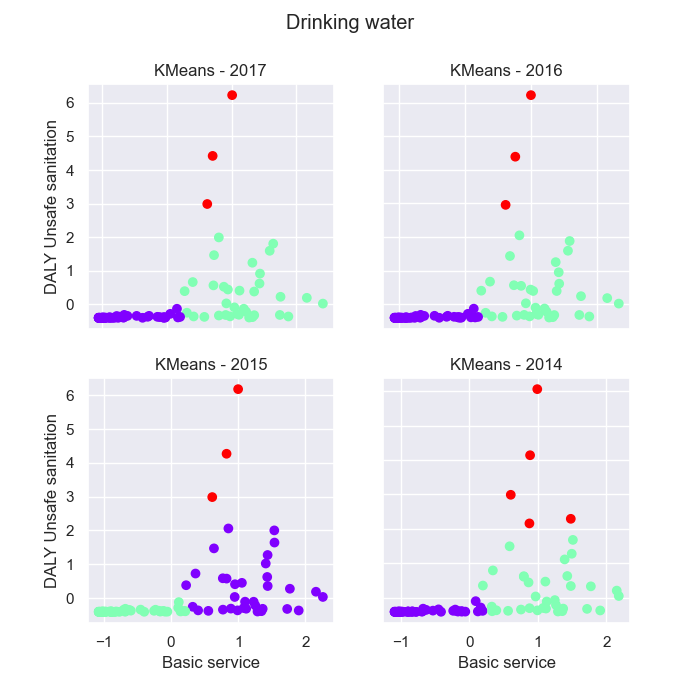 Drinking water
KMeans - 2017
KMeans - 2016
DALY Unsafe sanitation
6
5
4
3
2
1
0
KMeans - 2015
KMeans - 2014
DALY Unsafe sanitation
6
5
4
3
2
1
0
−1 0 1 2
−1 0 1 2
Basic service
Basic service